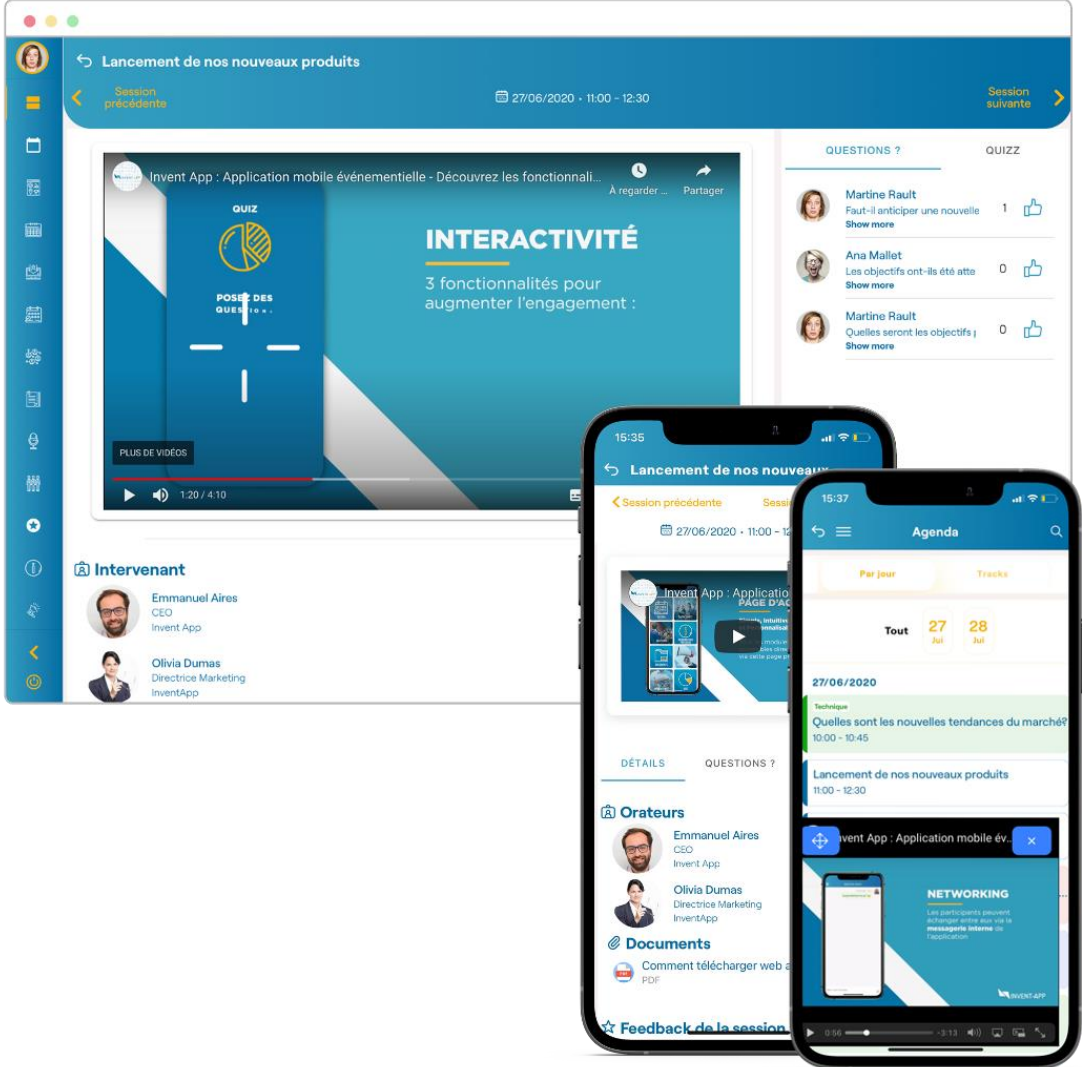 Lancement de nos nouveaux produits
Session
précédente
27/06/2020 • 11:00 - 12:30
Session
suivante
Invent App : Application mobile événementielle - Découvrez les fonctionnali...
À regarder ...
Partager
QUIZ
POSEZ DES
INTERACTIVITÉ
3 fonctionnalités pour
augmenter l'engagement :
PLUS DE VIDÉOS
1:20 / 4:10
QUESTIONS ?
QUIZZ
Martine Rault
Faut-il anticiper une nouvelle
1
Show more
Ana Mallet
Les objectifs ont-ils été atte
0
Show more
Martine Rault
Quelles seront les objectifs
0
Show more
Intervenant
Emmanuel Aires
CEO
Invent App
Olivia Dumas
Directrice Marketing
InventApp
15:35
Lancement de nos nouveaux
Session précédente
Sessi
27/06/2020 • 11:00 - 12
Invent App : Applicatio
PAGE D'AC
DÉTAILS
QUESTIONS ?
Orateurs
Emmanuel Aires
CEO
Invent App
Olivia Dumas
Directrice Marketing
InventApp
Documents
Comment télécharger web a
PDF
Feedback de la session
15:37
Agenda
Par jour
Tracks
Tout
27
Jul
28
Jul
27/06/2020
Technique
Quelles sont les nouvelles tendances du marché?
10:00 - 10:45
Lancement de nos nouveaux produits
11:00 - 12:30
nvent App : Application mobile év...
NETWORKING
Les participants peuvent
échanger entre eux via la
messagerie interne de
l'application
INVENT-APP
0:56
-3:13